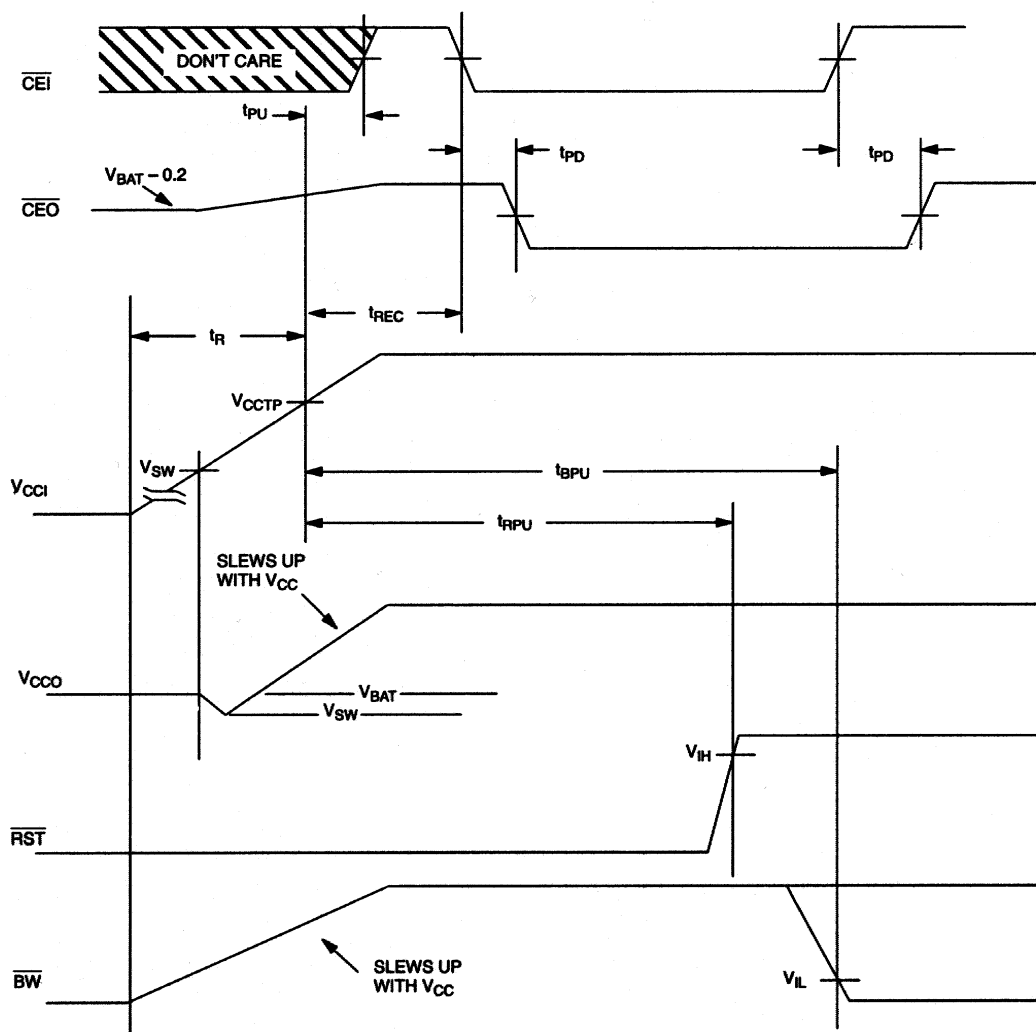 DON'T CARE
CEI
tPU
tPD
tPD
VBAT – 0.2
CEO
tREC
tR
VCCTP
VSW
tBPU
VCCI
tRPU
SLEWS UP
WITH VCC
VCCO
VBAT
VSW
VIH
RST
SLEWS UP
WITH VCC
BW
VIL